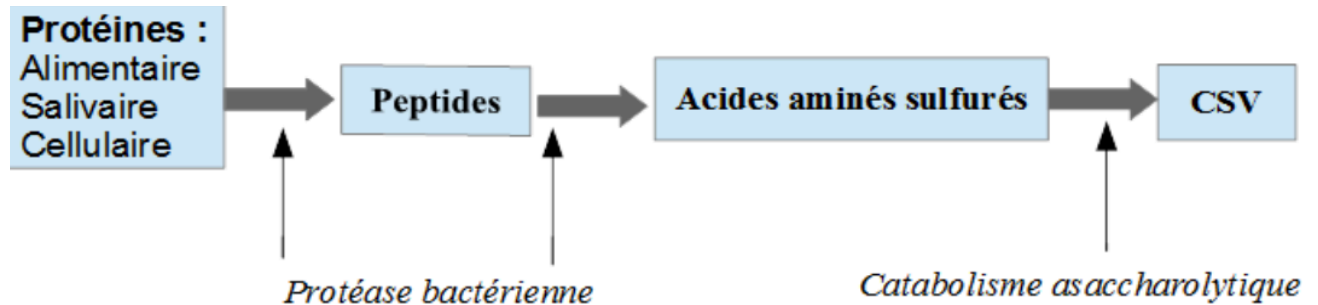 Protéines :
Alimentaire
Salivaire
Cellulaire
Peptides
Acides aminés sulfurés
CSV
Protéase bactérienne
Catabolisme asaccharolytique